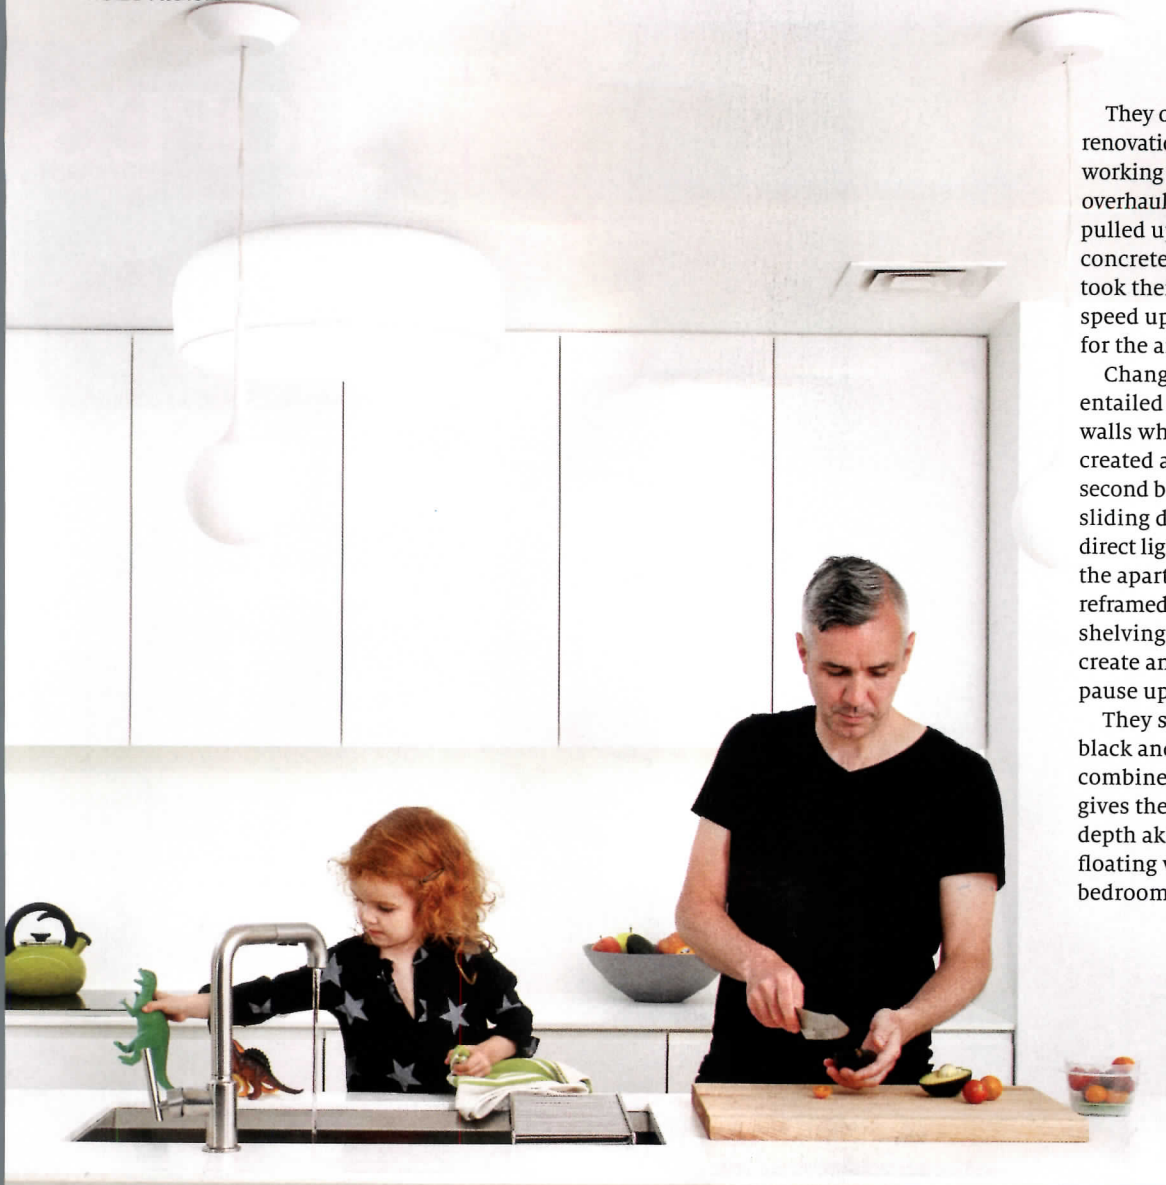 They o
renovatio
working
overhaul
pulled up
concrete
took ther
speed up
for the a
Chang
entailed
walls wh
created a
second b
sliding d
direct lig
the apart
reframed
shelving
create an
pause up
They s
black and
combine
gives the
depth ak
floating v
bedroom